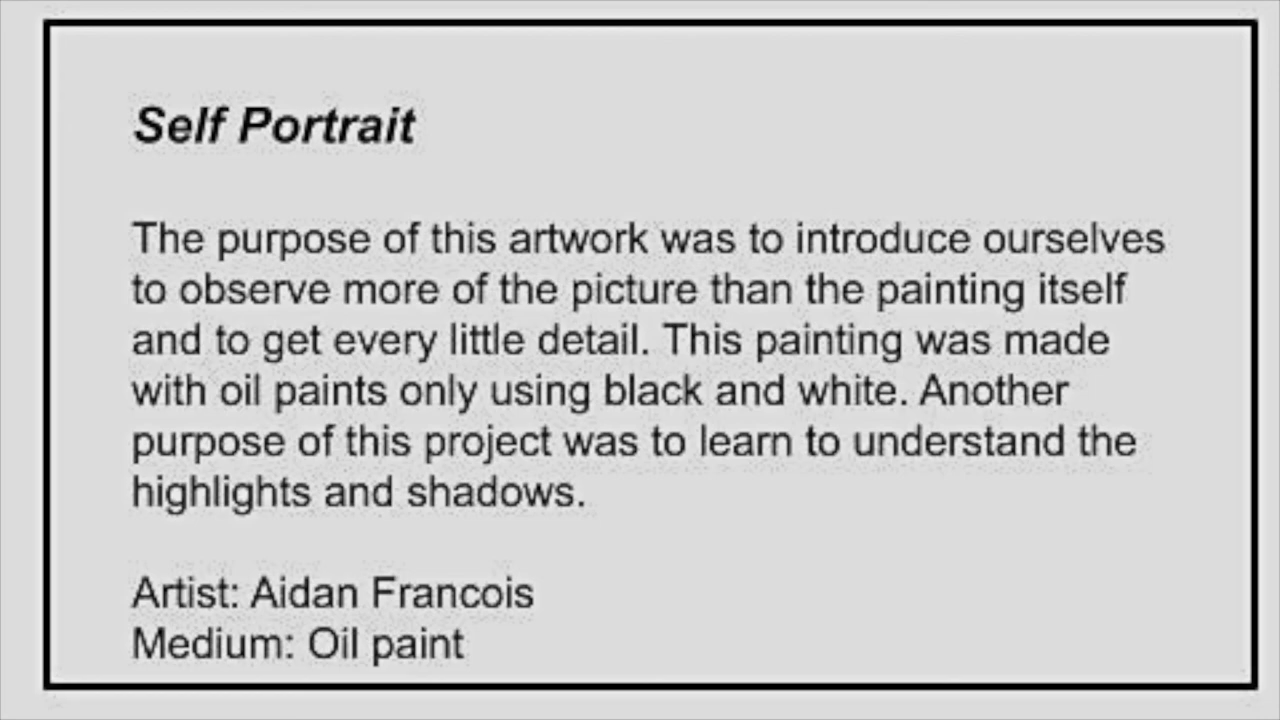 Self Portrait
The purpose of this artwork was to introduce ourselves
to observe more of the picture than the painting itself
and to get every little detail. This painting was made
with oil paints only using black and white. Another
purpose of this project was to learn to understand the
highlights and shadows.
Artist: Aidan Francois
Medium: Oil paint